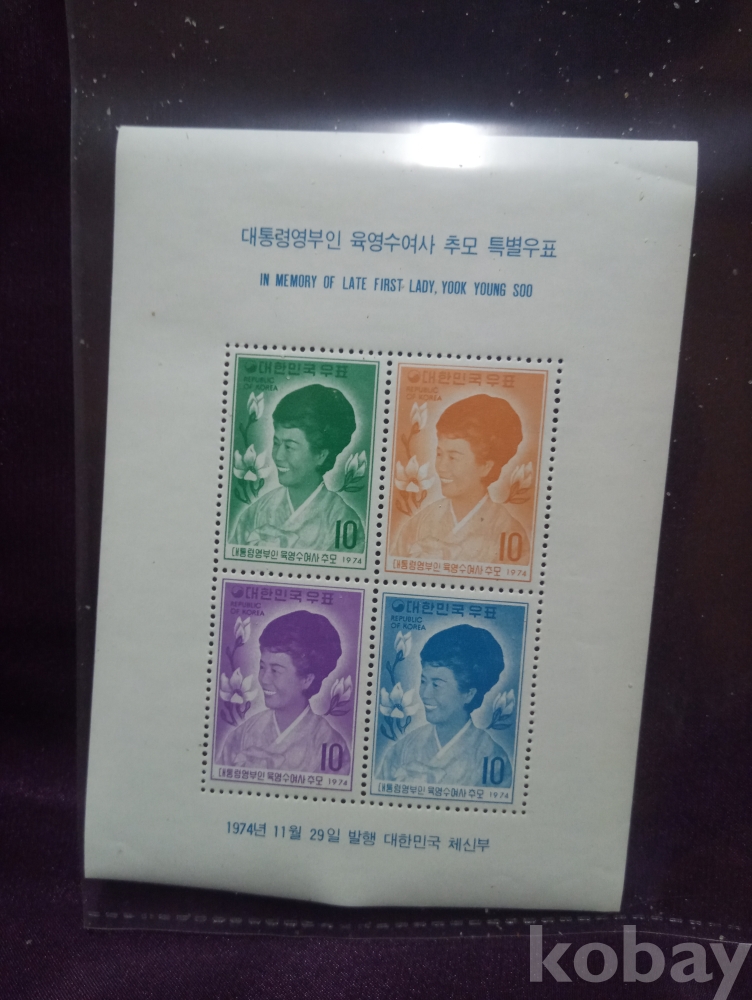 대통령영부인 육영수여사 추모 특별우표
IN MEMORY OF LATE FIRST LADY, YOOK YOUNG SOO
대한민국우표
REPUBLIC
OF KOREA
10
대통령영부인 육영수여사 추모 1974
대한민국우표
REPUBLIC
OF KOREA
10
대통령영부인 육영수여사 추모 1974
대한민국우표
REPUBLIC
OF KOREA
10
대통령영부인 육영수여사 추모 1974
대한민국우표
REPUBLIC
OF KOREA
10
대통령영부인 육영수여사 추모 1974
1974년 11월 29일 발행 대한민국 체신부
kobay